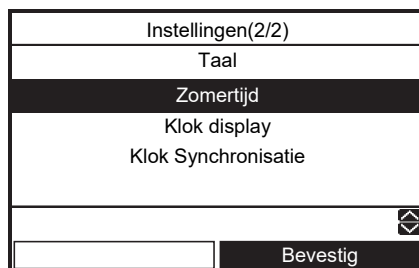 Instellingen(2/2)
Taal
Zomertijd
Klok display
Klok Synchronisatie
Bevestig